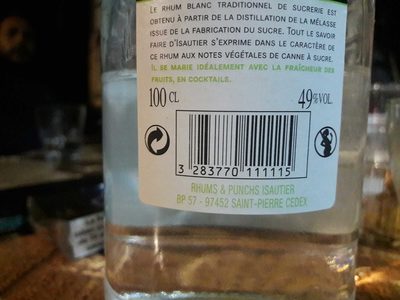 LE RHUM BLANC TRADITIONNEL DE SUCRERIE EST
OBTENU À PARTIR DE LA DISTILLATION DE LA MÉLASSE
ISSUE DE LA FABRICATION DU SUCRE. TOUT LE SAVOIR
FAIRE D'ISAUTIER S'EXPRIME DANS LE CARACTÈRE DE
CE RHUM AUX NOTES VÉGÉTALES DE CANNE À SUCRE.
IL SE MARIE IDÉALEMENT AVEC LA FRAÎCHEUR DES
FRUITS, EN COCKTAILS.
100 CL 49%VOL.
3 283770 111115
RHUMS & PUNCHS ISAUTIER
BP 57 - 97452 SAINT-PIERRE CEDEX